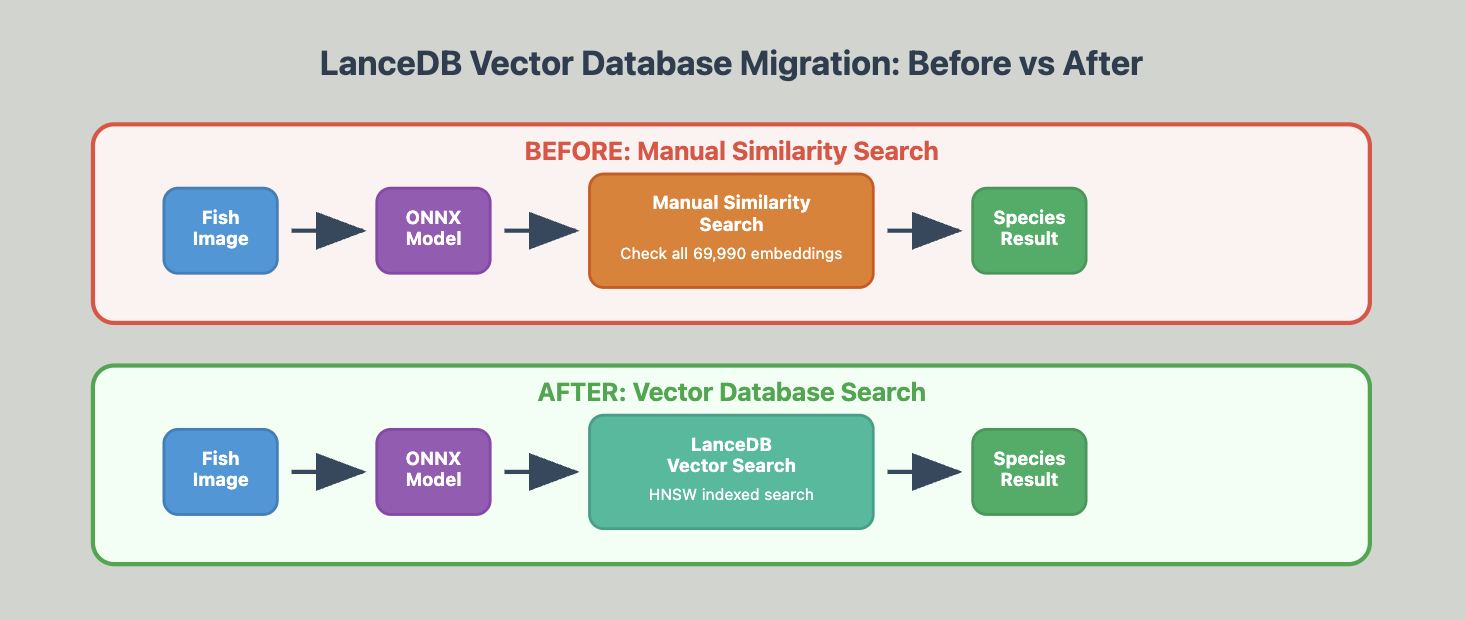 LanceDB Vector Database Migration: Before vs After
BEFORE: Manual Similarity Search
Fish
Image
ONNX
Model
Manual Similarity
Search
Check all 69,990 embeddings
Species
Result
AFTER: Vector Database Search
Fish
Image
ONNX
Model
LanceDB
Vector Search
HNSW indexed search
Species
Result